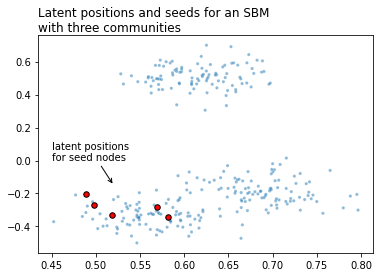 Latent positions and seeds for an SBM
with three communities
0.6
0.4
0.2
0.0
−0.2
−0.4
latent positions
for seed nodes
0.45 0.50 0.55 0.60 0.65 0.70 0.75 0.80